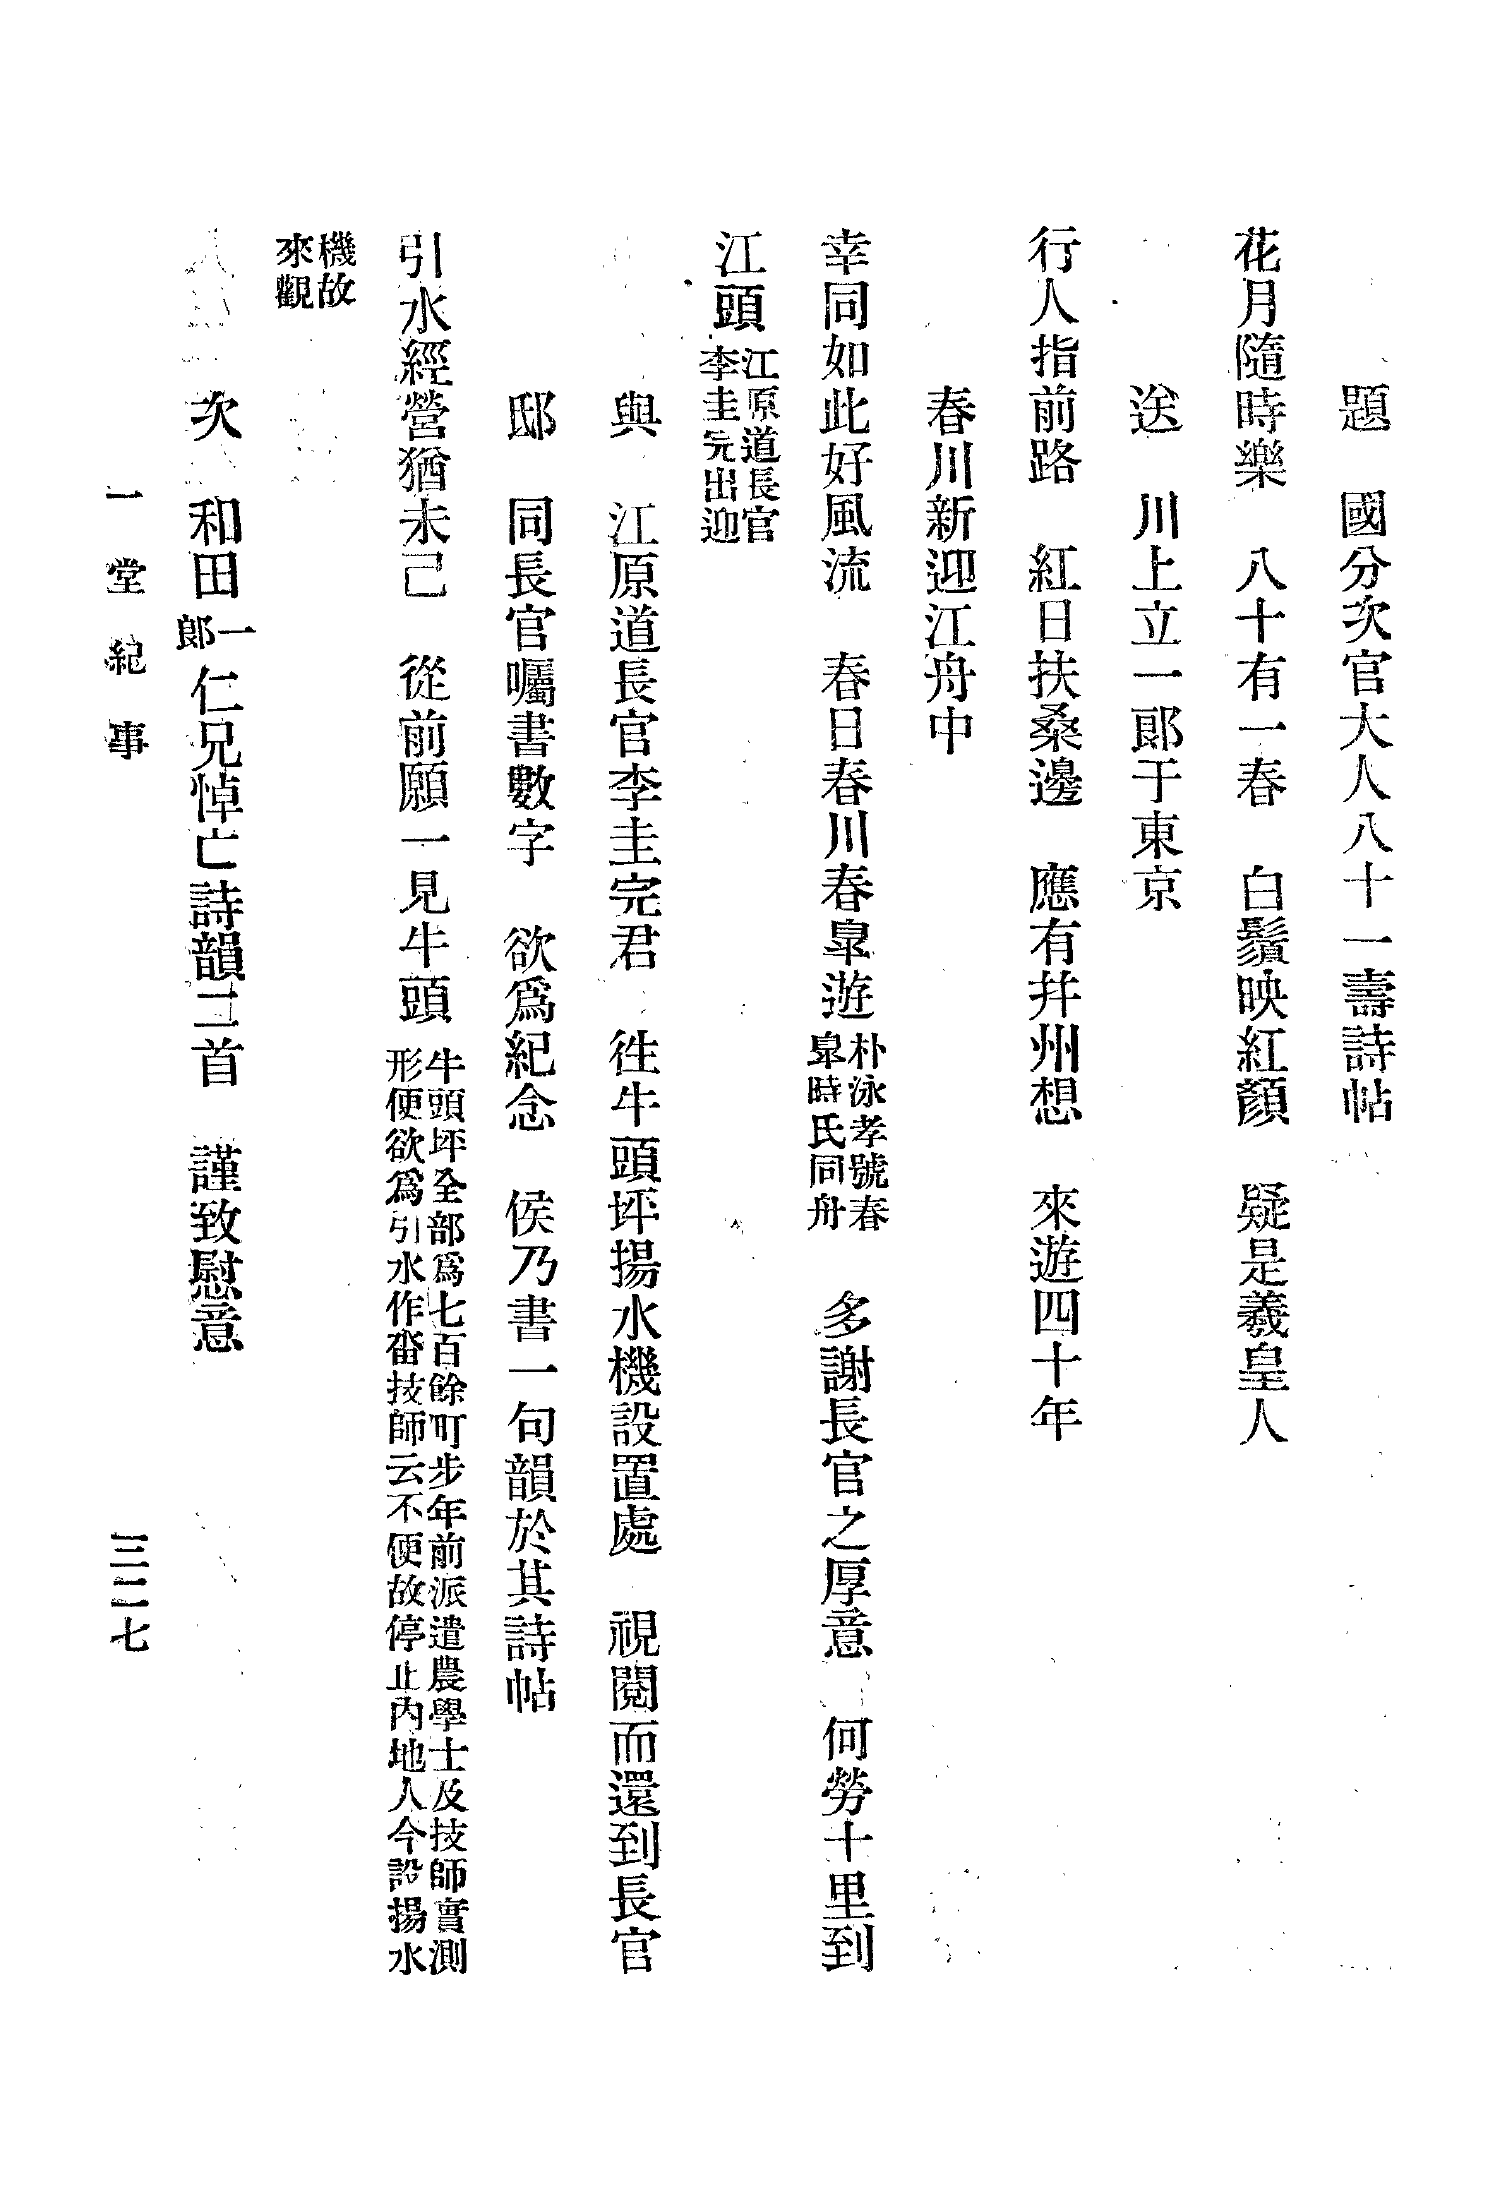 題　國分次官大人八十一壽詩帖
花月隨時樂　八十有一春　白鬚映紅顏　疑是羲皇人
送　川上立一郞于東京
行人指前路　紅日扶桑邊　應有幷州想　來遊四十年
春川新迎江舟中
幸同如此好風流　春日春川春皐遊 朴泳孝號春皐時氏同舟　多謝長官之厚意　何勞十里到
江頭 江原道長官李圭完出迎
與　江原道長官李圭完君　徃牛頭坪揚水機設置處　視閱而還到長官
邸　同長官囑書數字　欲爲紀念　侯乃書一句韻於其詩帖
引水經營猶未己　從前願一見牛頭 牛頭坪全部爲七百餘町步年前派遣農學士及技師實測形便欲爲引水作畓技師云不便故停止內地人今設揚水
機故來觀
次　和田一郞仁兄悼亡詩韻二首　謹致慰意
一堂紀事
三二七